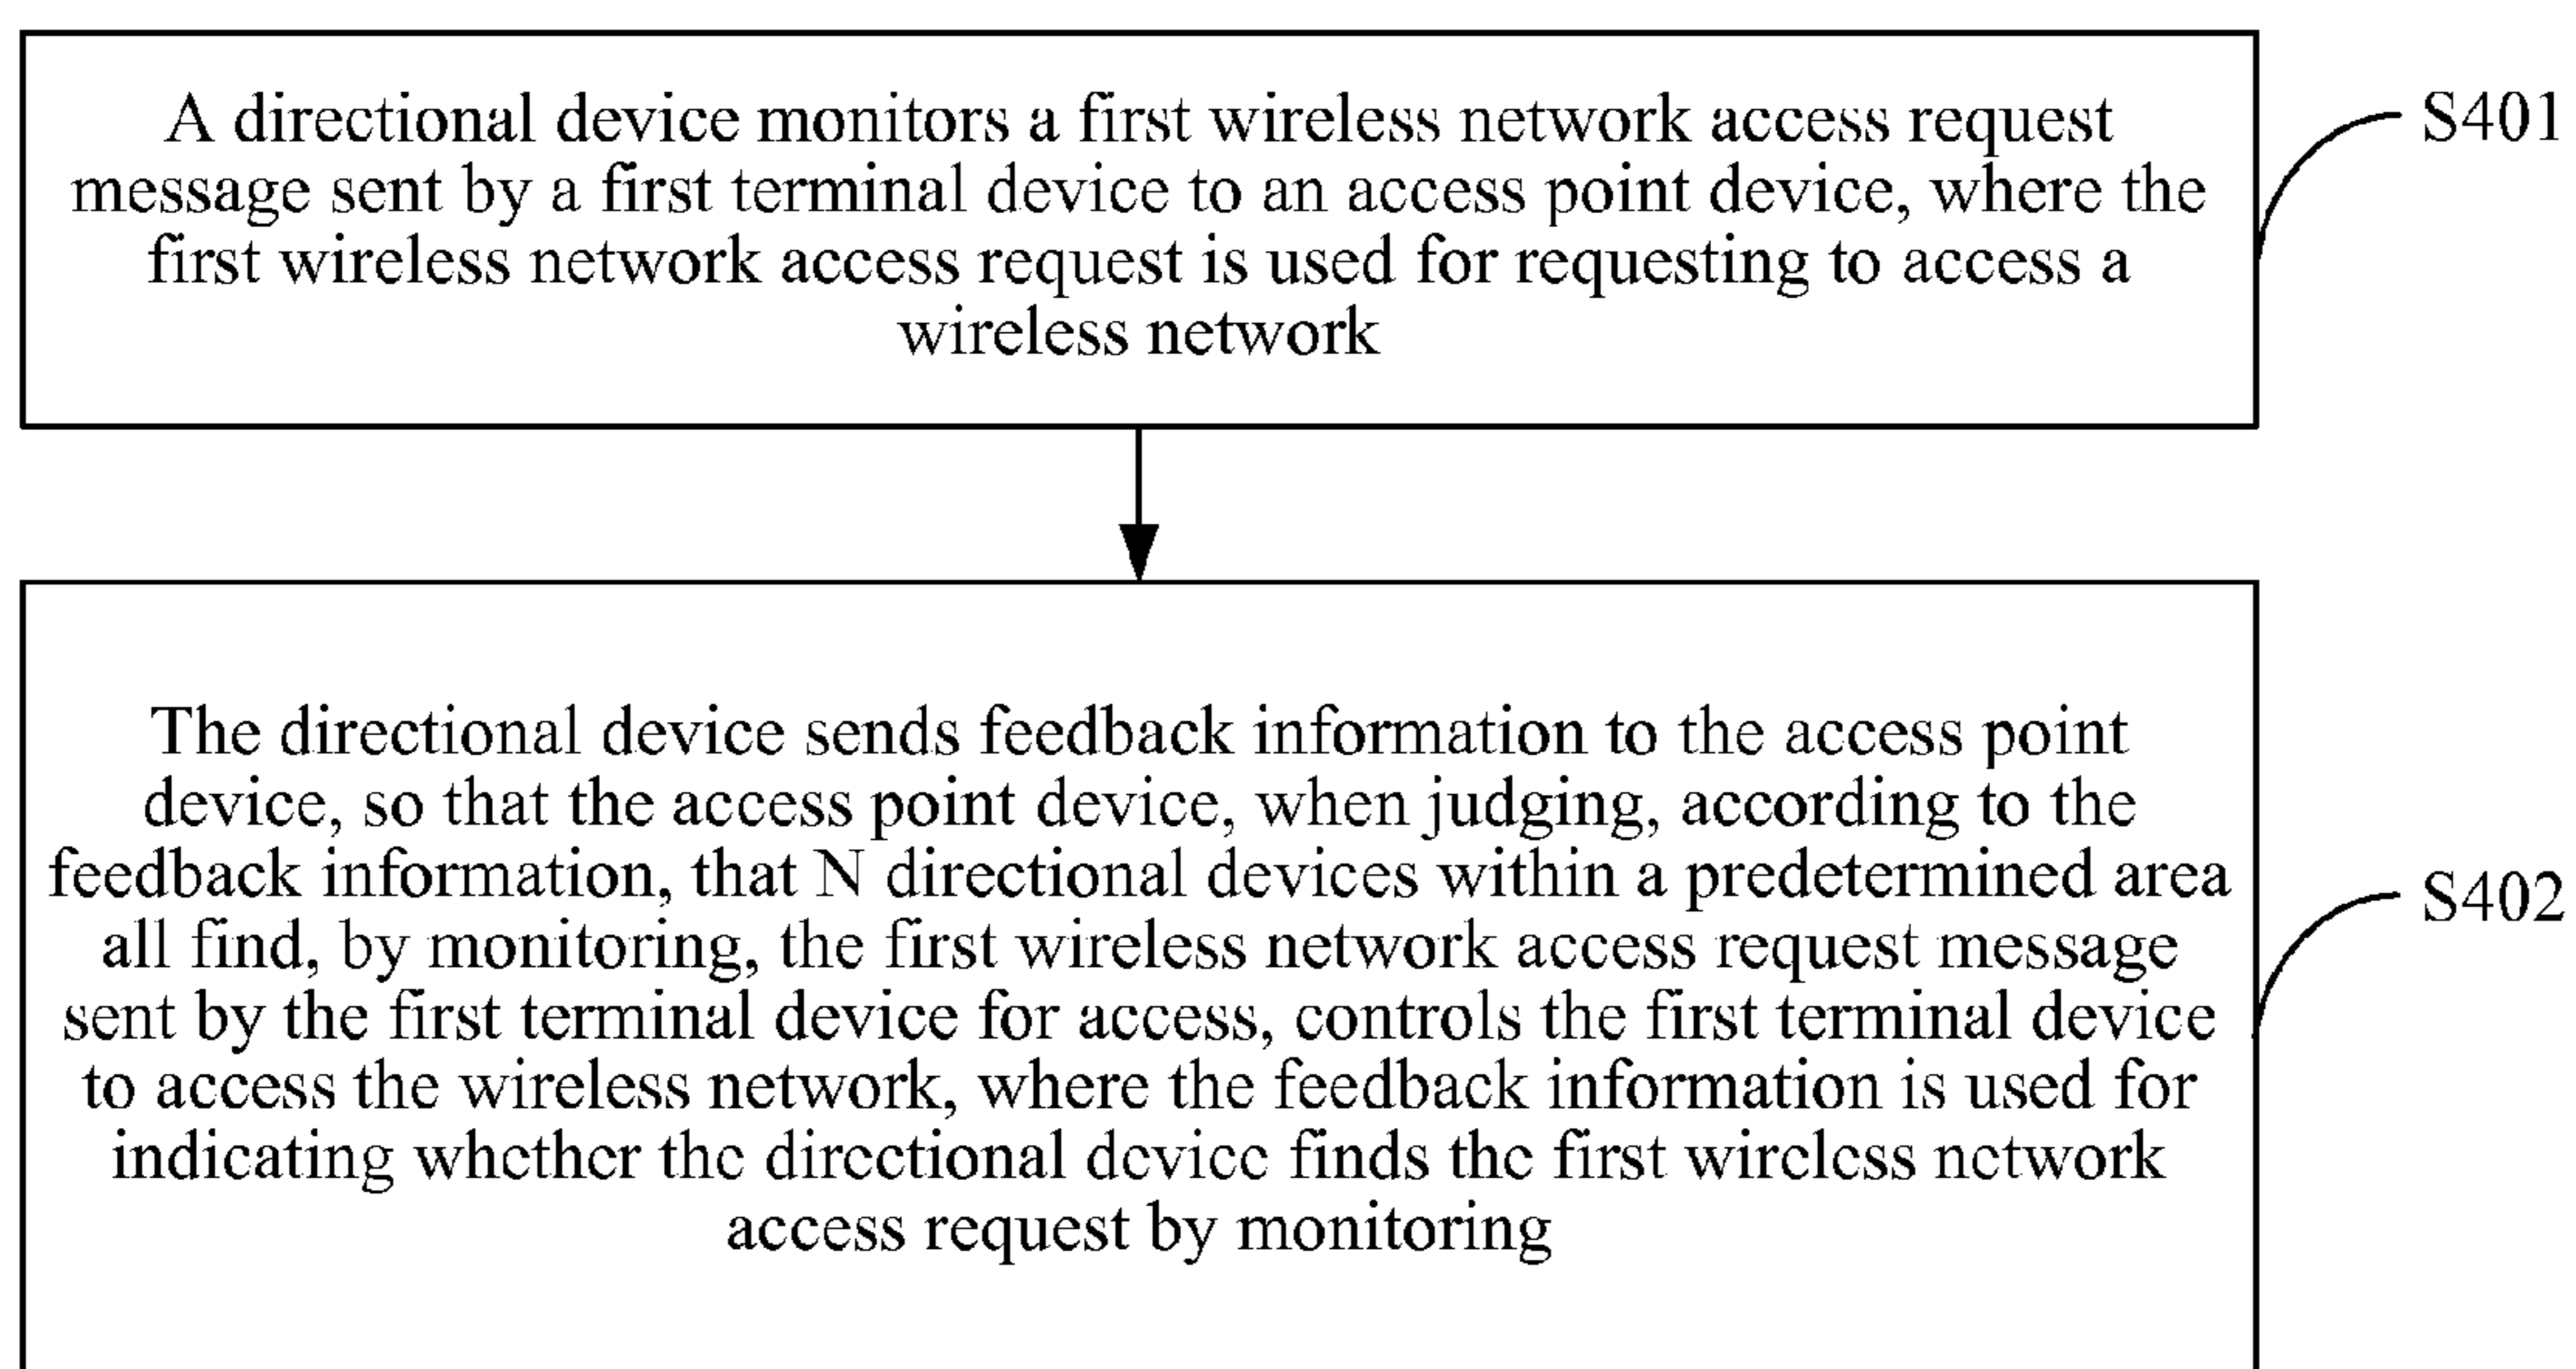 A directional device monitors a first wireless network access request
message sent by a first terminal device to an access point device, where the
first wireless network access request is used for requesting to access a
wireless network
S401
The directional device sends feedback information to the access point
device, so that the access point device, when judging, according to the
feedback information, that N directional devices within a predetermined area
all find, by monitoring, the first wireless network access request message
sent by the first terminal device for access, controls the first terminal device
to access the wireless network, where the feedback information is used for
indicating whether the directional device finds the first wireless network
access request by monitoring
S402